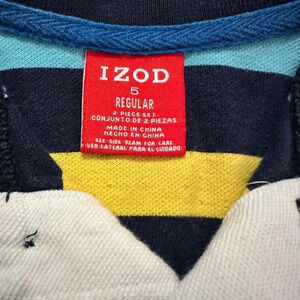 IZOD
5
REGULAR
2 PIECE SET
CONJUNTO DE 2 PIEZAS
MADE IN CHINA
HECHO EN CHINA
SEE SIDE SEAM FOR CARE
VER LATERAL PARA EL CUIDADO